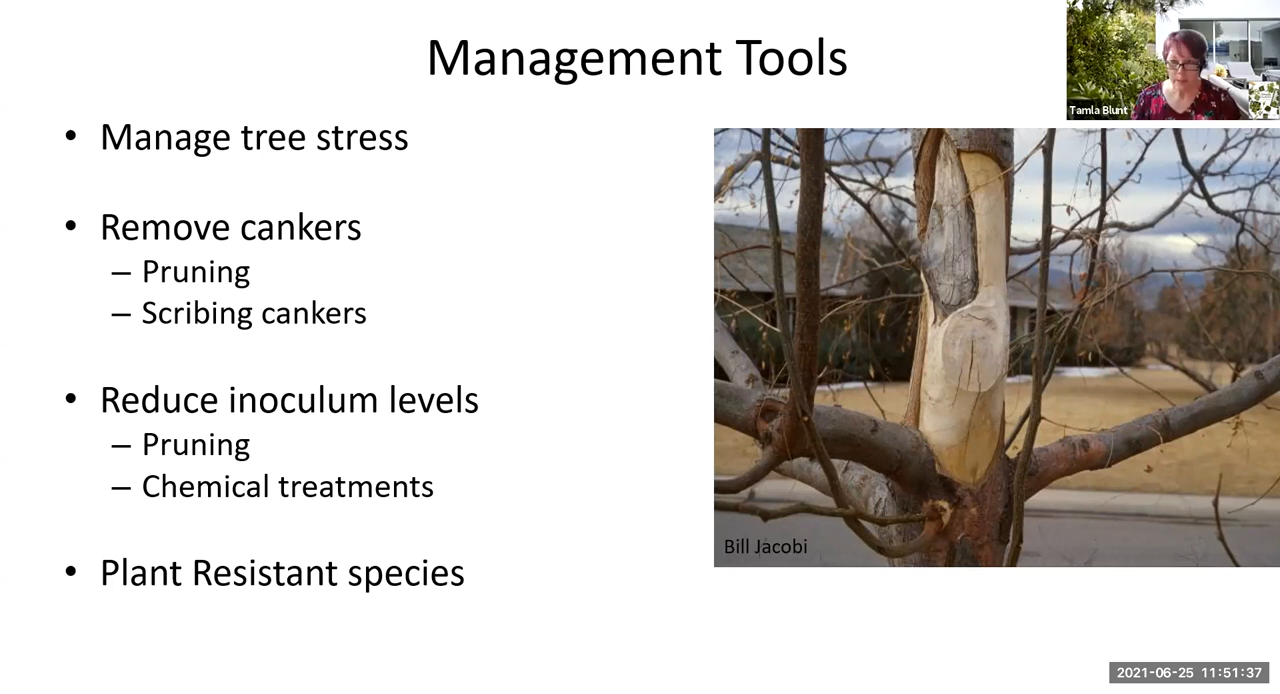 Management Tools
Tamla Blunt
• Manage tree stress
• Remove cankers
– Pruning
– Scribing cankers
• Reduce inoculum levels
– Pruning
– Chemical treatments
• Plant Resistant species
Bill Jacobi
2021-06-25 11:51:37